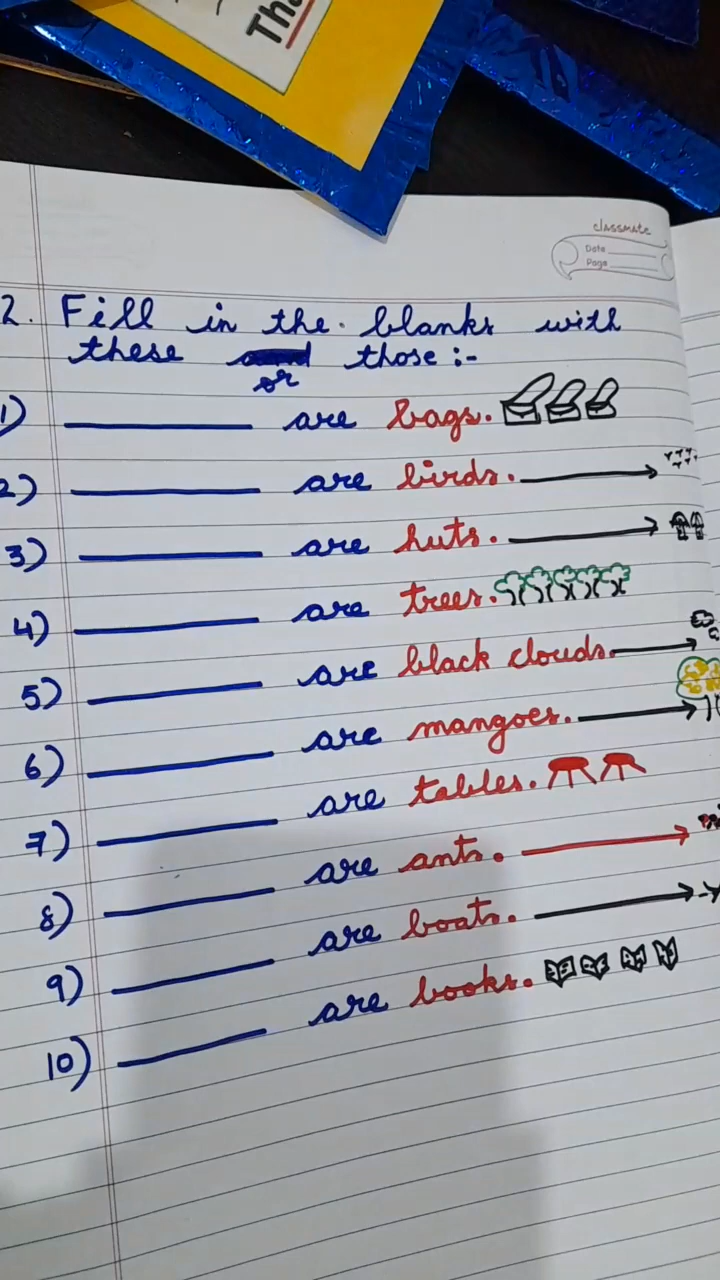 Tha
classmate
Date
Page
2. Fill in the blanks with
these or those :-
1) ______ are bags.
2) ______ are birds.
3) ______ are huts.
4) ______ are trees.
5) ______ are black clouds.
6) ______ are mangoes.
7) ______ are tables.
8) ______ are ants.
9) ______ are boats.
10) ______ are books.